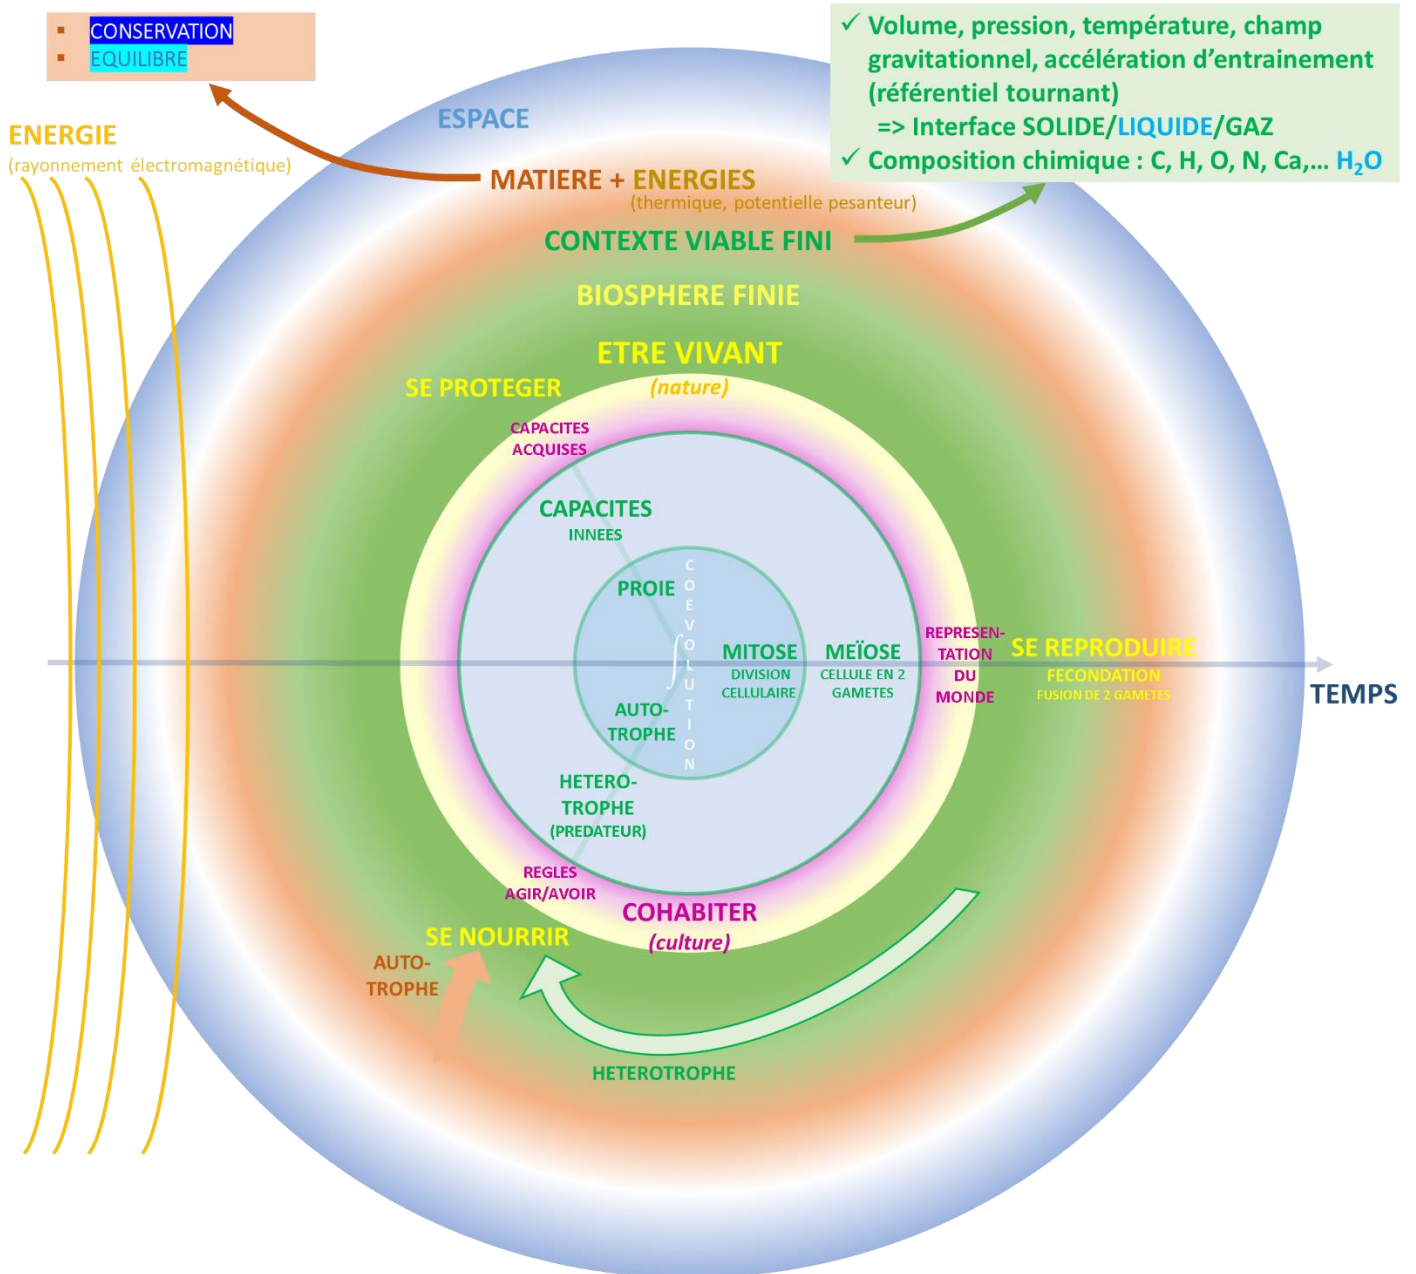 CONSERVATION
EQUILIBRE
✓ Volume, pression, température, champ
gravitationnel, accélération d'entrainement
(référentiel tournant)
=> Interface SOLIDE/LIQUIDE/GAZ
✓ Composition chimique : C, H, O, N, Ca,... H₂O
ENERGIE
(rayonnement électromagnétique)
ESPACE
MATIERE + ENERGIES
(thermique, potentielle pesanteur)
CONTEXTE VIABLE FINI
BIOSPHERE FINIE
ETRE VIVANT
(nature)
SE PROTEGER
CAPACITES
ACQUISES
CAPACITES
INNEES
PROIE
COEVOLUTION
∫
MITOSE
DIVISION
CELLULAIRE
MEÏOSE
CELLULE EN 2
GAMETES
REPRESEN-
TATION
DU
MONDE
SE REPRODUIRE
FECONDATION
FUSION DE 2 GAMETES
TEMPS
AUTO-
TROPHE
HETERO-
TROPHE
(PREDATEUR)
REGLES
AGIR/AVOIR
COHABITER
(culture)
SE NOURRIR
AUTO-
TROPHE
HETEROTROPHE